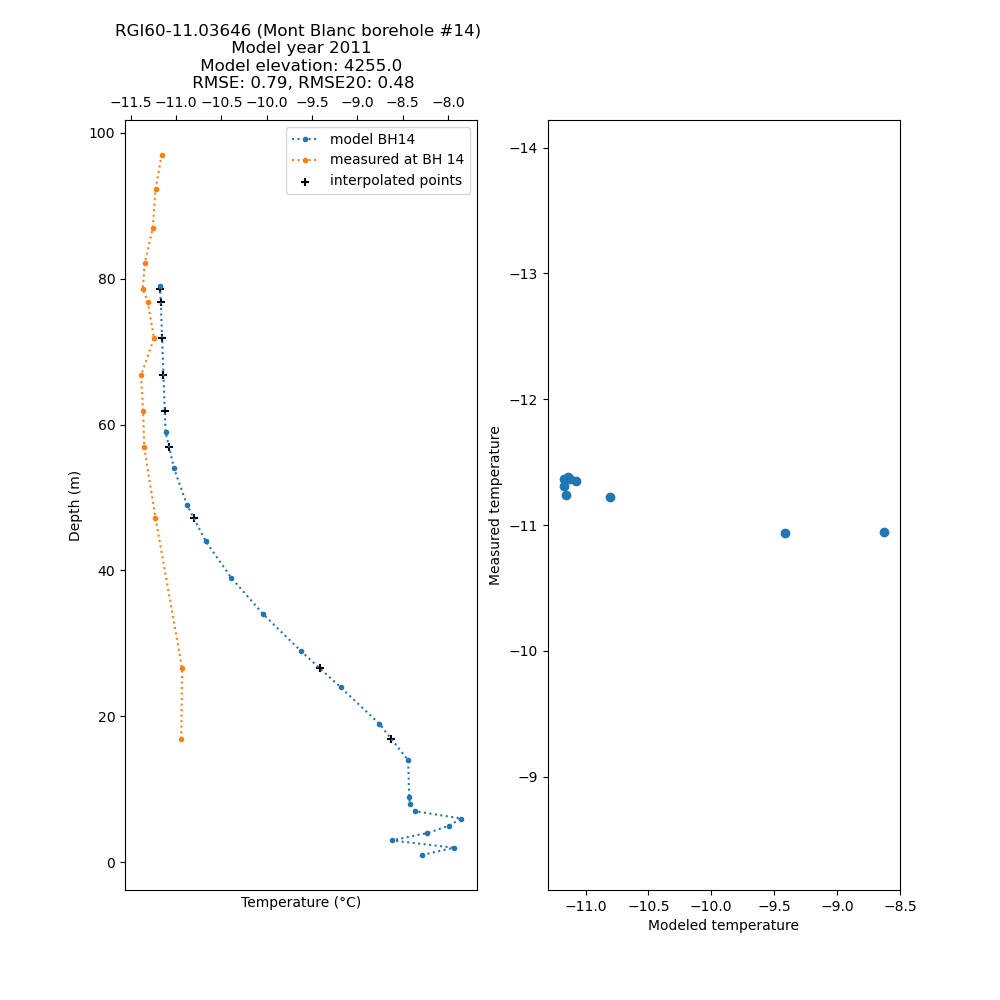 RGI60-11.03646 (Mont Blanc borehole #14)
Model year 2011
Model elevation: 4255.0
RMSE: 0.79, RMSE20: 0.48
−11.5 −11.0 −10.5 −10.0 −9.5 −9.0 −8.5 −8.0
model BH14
measured at BH 14
interpolated points
100
80
60
40
20
0
Depth (m)
Temperature (°C)
−14
−13
−12
−11
−10
−9
Measured temperature
−11.0 −10.5 −10.0 −9.5 −9.0 −8.5
Modeled temperature